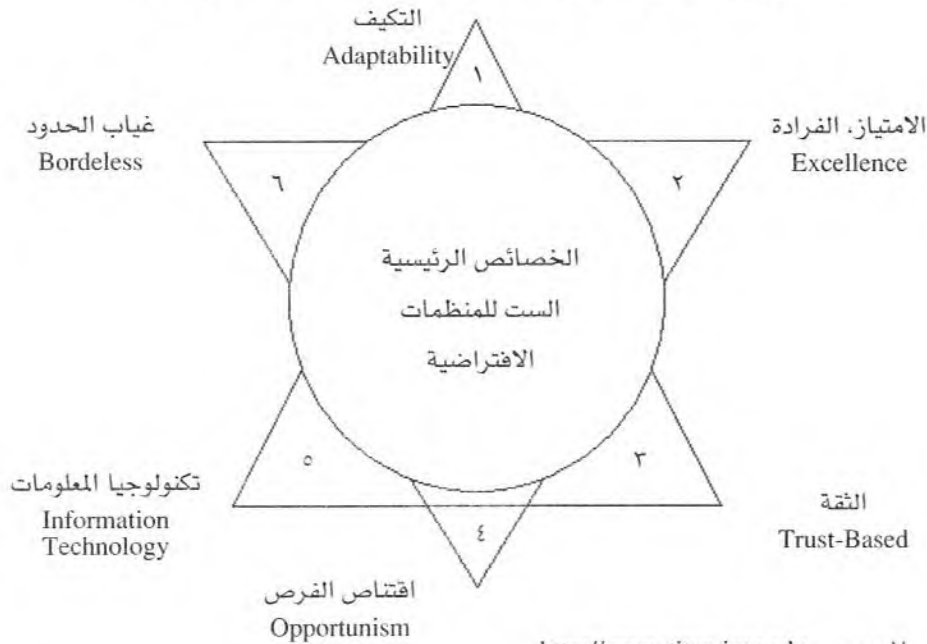 التكيف
Adaptability
١
الامتياز، الفرادة
Excellence
٢
الثقة
Trust-Based
٣
اقتناص الفرص
Opportunism
٤
تكنولوجيا المعلومات
Information
Technology
٥
غياب الحدود
Bordeless
٦
الخصائص الرئيسية
الست للمنظمات
الافتراضية